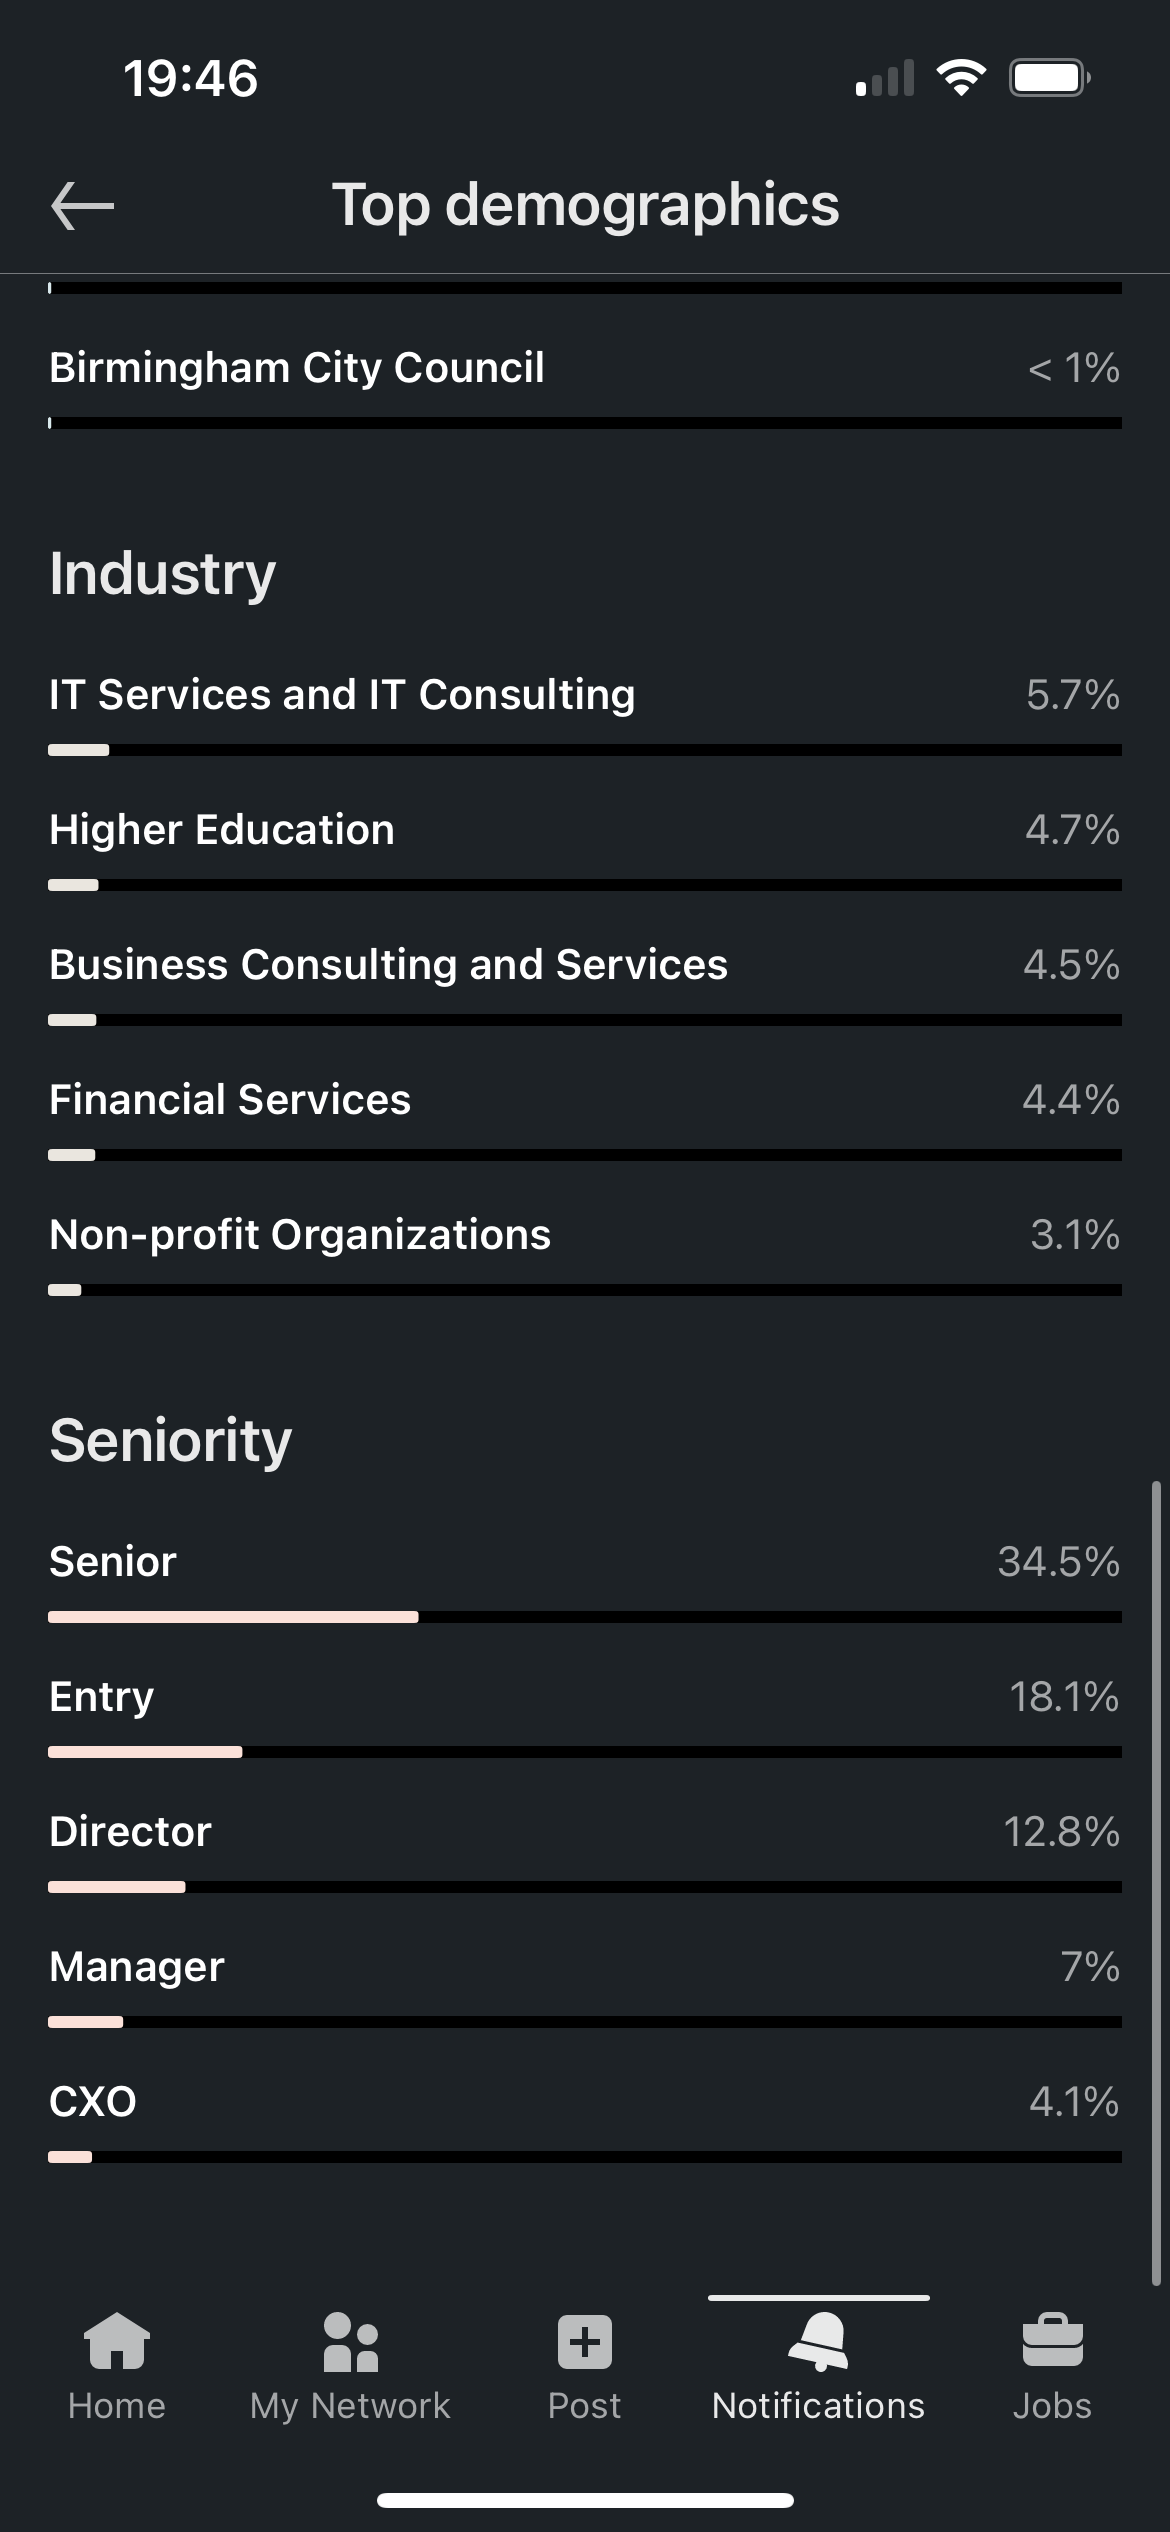 19:46
Top demographics
Birmingham City Council < 1%
Industry
IT Services and IT Consulting 5.7%
Higher Education 4.7%
Business Consulting and Services 4.5%
Financial Services 4.4%
Non-profit Organizations 3.1%
Seniority
Senior 34.5%
Entry 18.1%
Director 12.8%
Manager 7%
CXO 4.1%
Home My Network Post Notifications Jobs